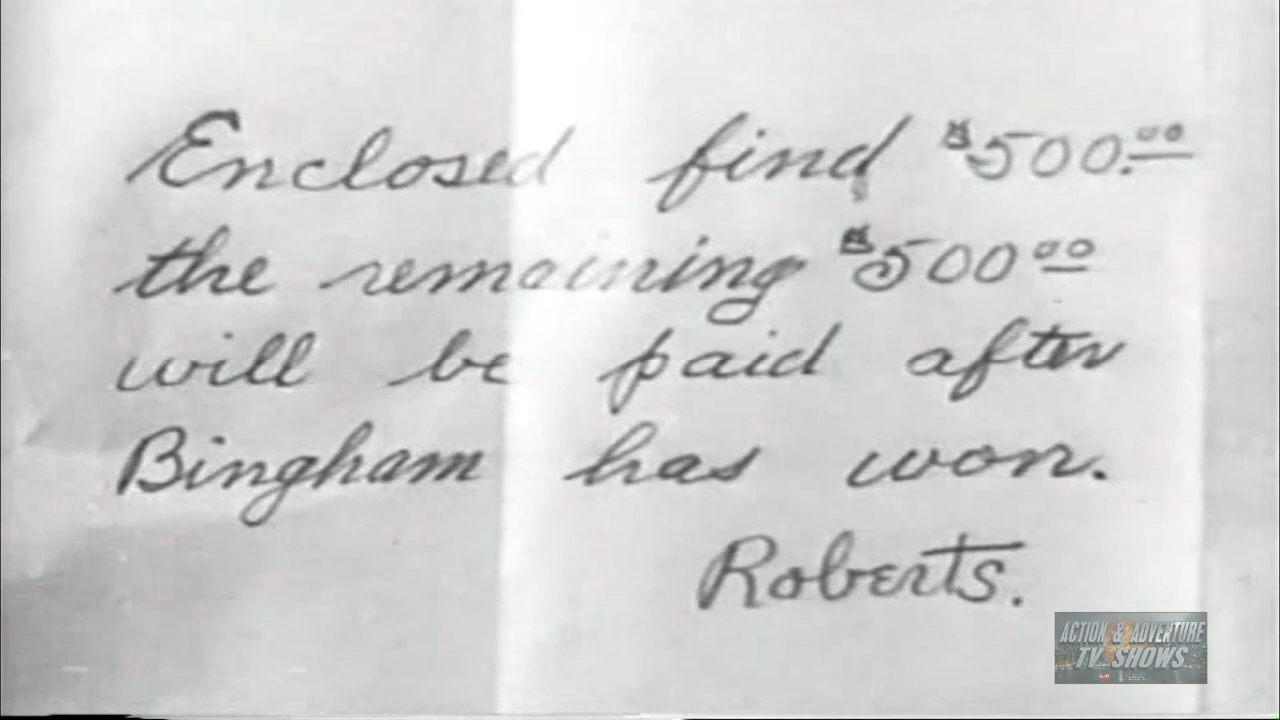 Enclosed find $500.00
the remaining $500 00
will be paid after
Bingham has won.
Roberts.
ACTION & ADVENTURE
TV SHOWS